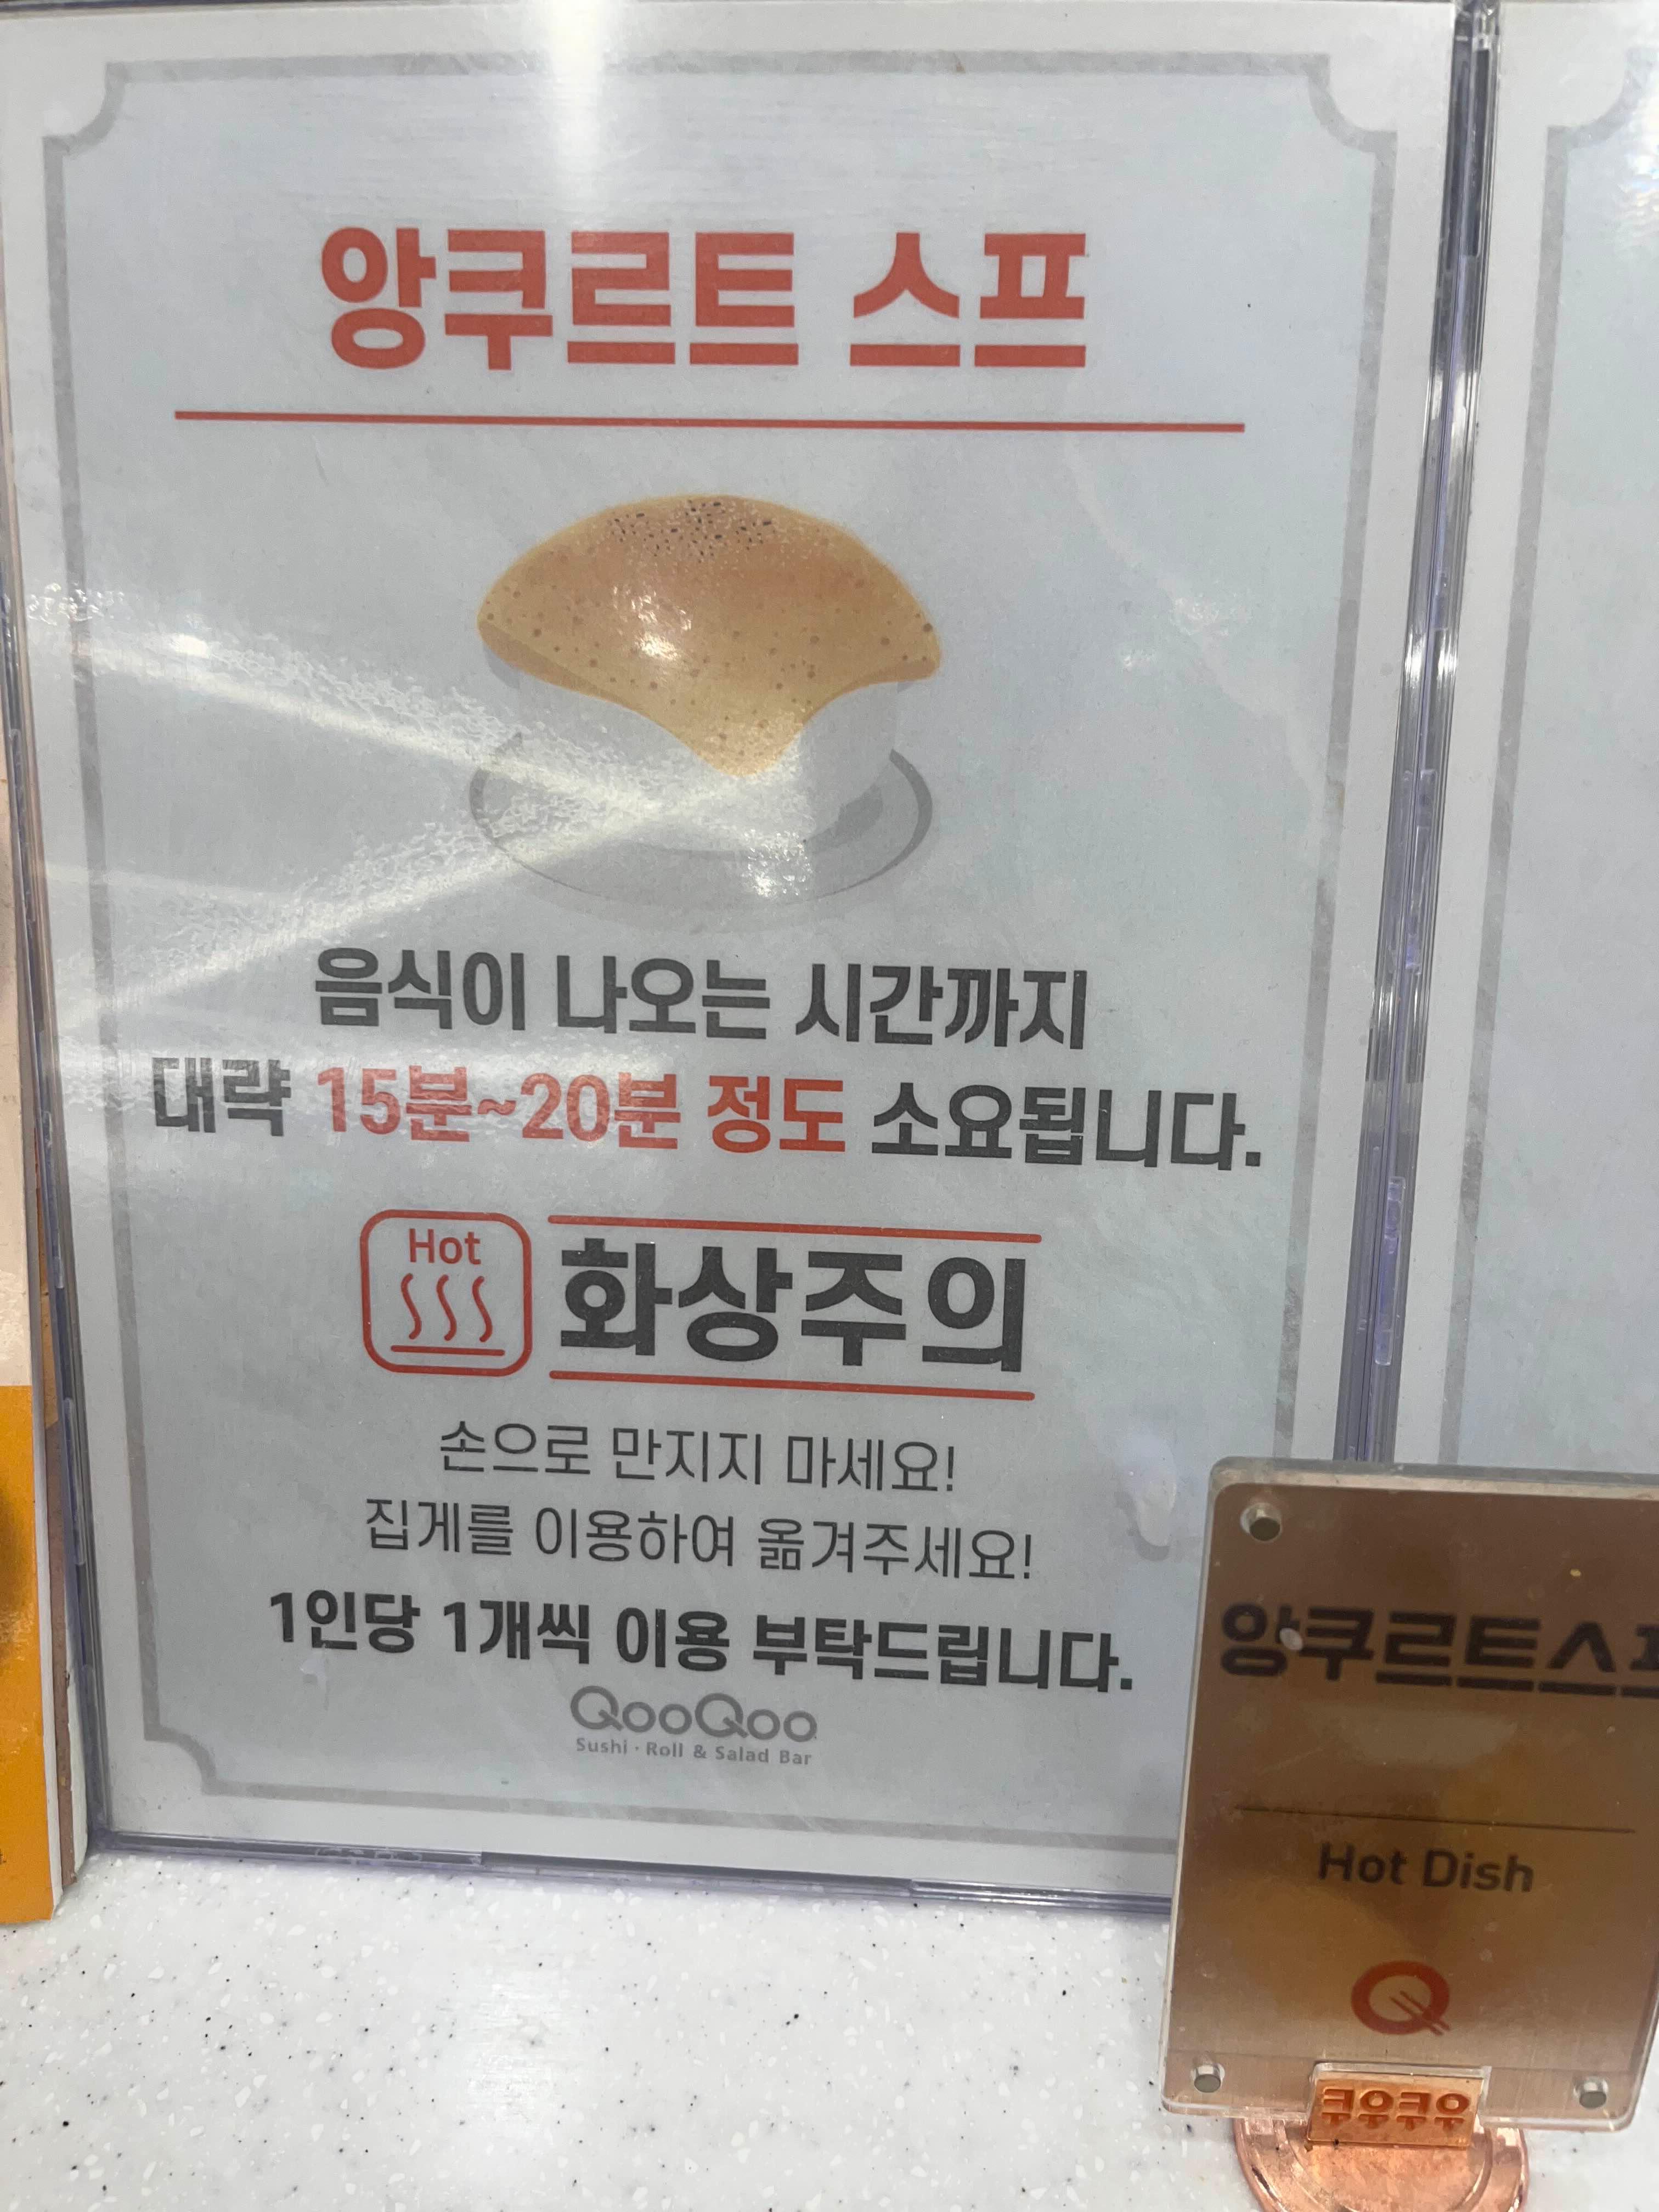 앙쿠르트 스프
음식이 나오는 시간까지
대략 15분~20분 정도 소요됩니다.
Hot
화상주의
손으로 만지지 마세요!
집게를 이용하여 옮겨주세요!
1인당 1개씩 이용 부탁드립니다.
QooQoo
Sushi · Roll & Salad Bar
앙쿠르트스프
Hot Dish